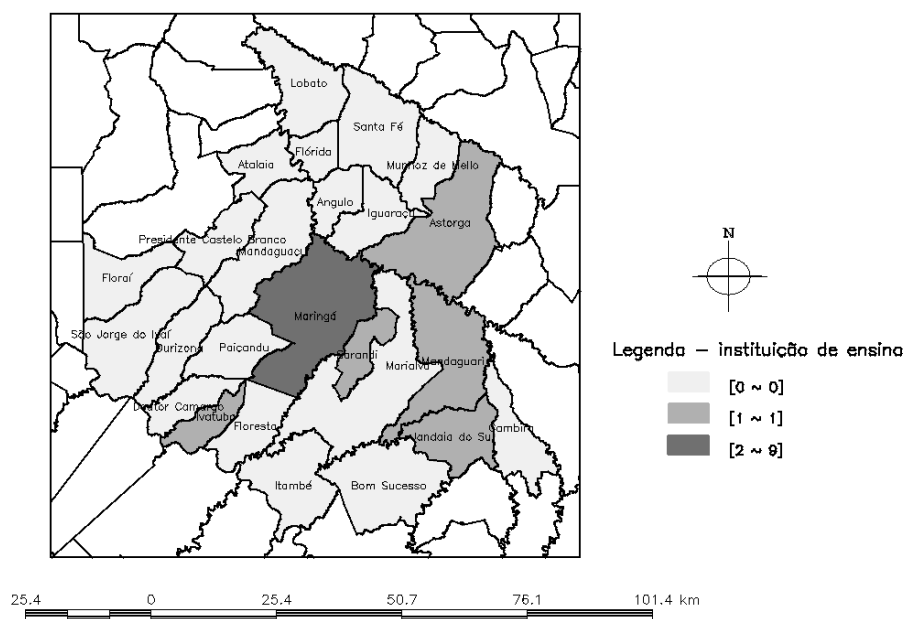 Lobato
Santa Fé
Flórida
Atalaia
Munhoz de Mello
Angulo
Iguaraçu
Astorga
Presidente Castelo Branco
Mandaguaçu
Floraí
N
Maringá
São Jorge do Ivaí
Ourizona
Paiçandu
Sarandi
Marialva
Mandaguari
Legenda – instituição de ensina
[0 ~ 0]
[1 ~ 1]
[2 ~ 9]
Doutor Camargo
Ivatuba
Floresta
Jandaia do Sul
Cambira
Itambé
Bom Sucesso
25.4 0 25.4 50.7 76.1 101.4 km